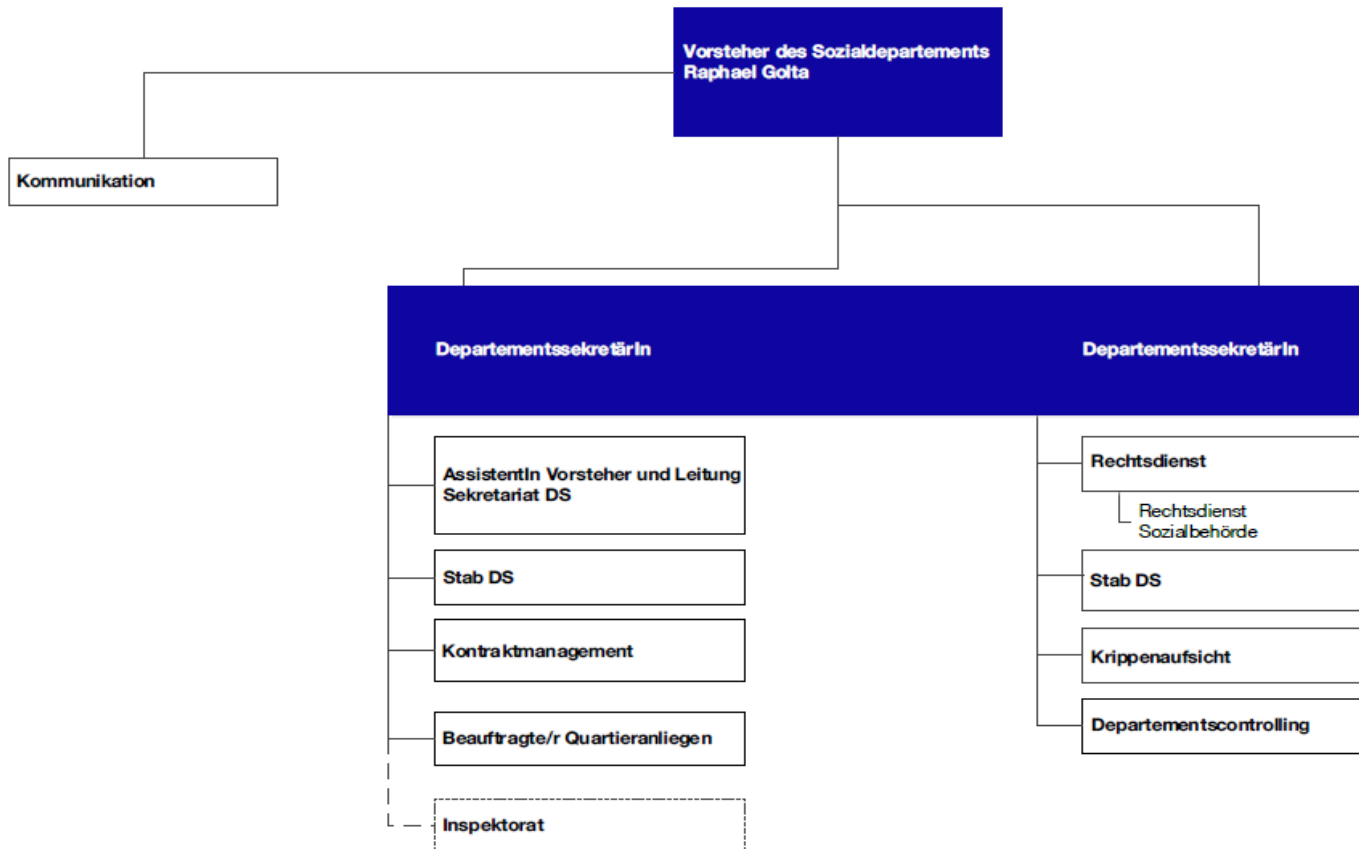 Vorsteher des Sozialdepartements
Raphael Golta
Kommunikation
DepartementssekretärIn
DepartementssekretärIn
AssistentIn Vorsteher und Leitung
Sekretariat DS
Stab DS
Kontraktmanagement
Beauftragte/r Quartieranliegen
Inspektorat
Rechtsdienst
Rechtsdienst
Sozialbehörde
Stab DS
Krippenaufsicht
Departementscontrolling